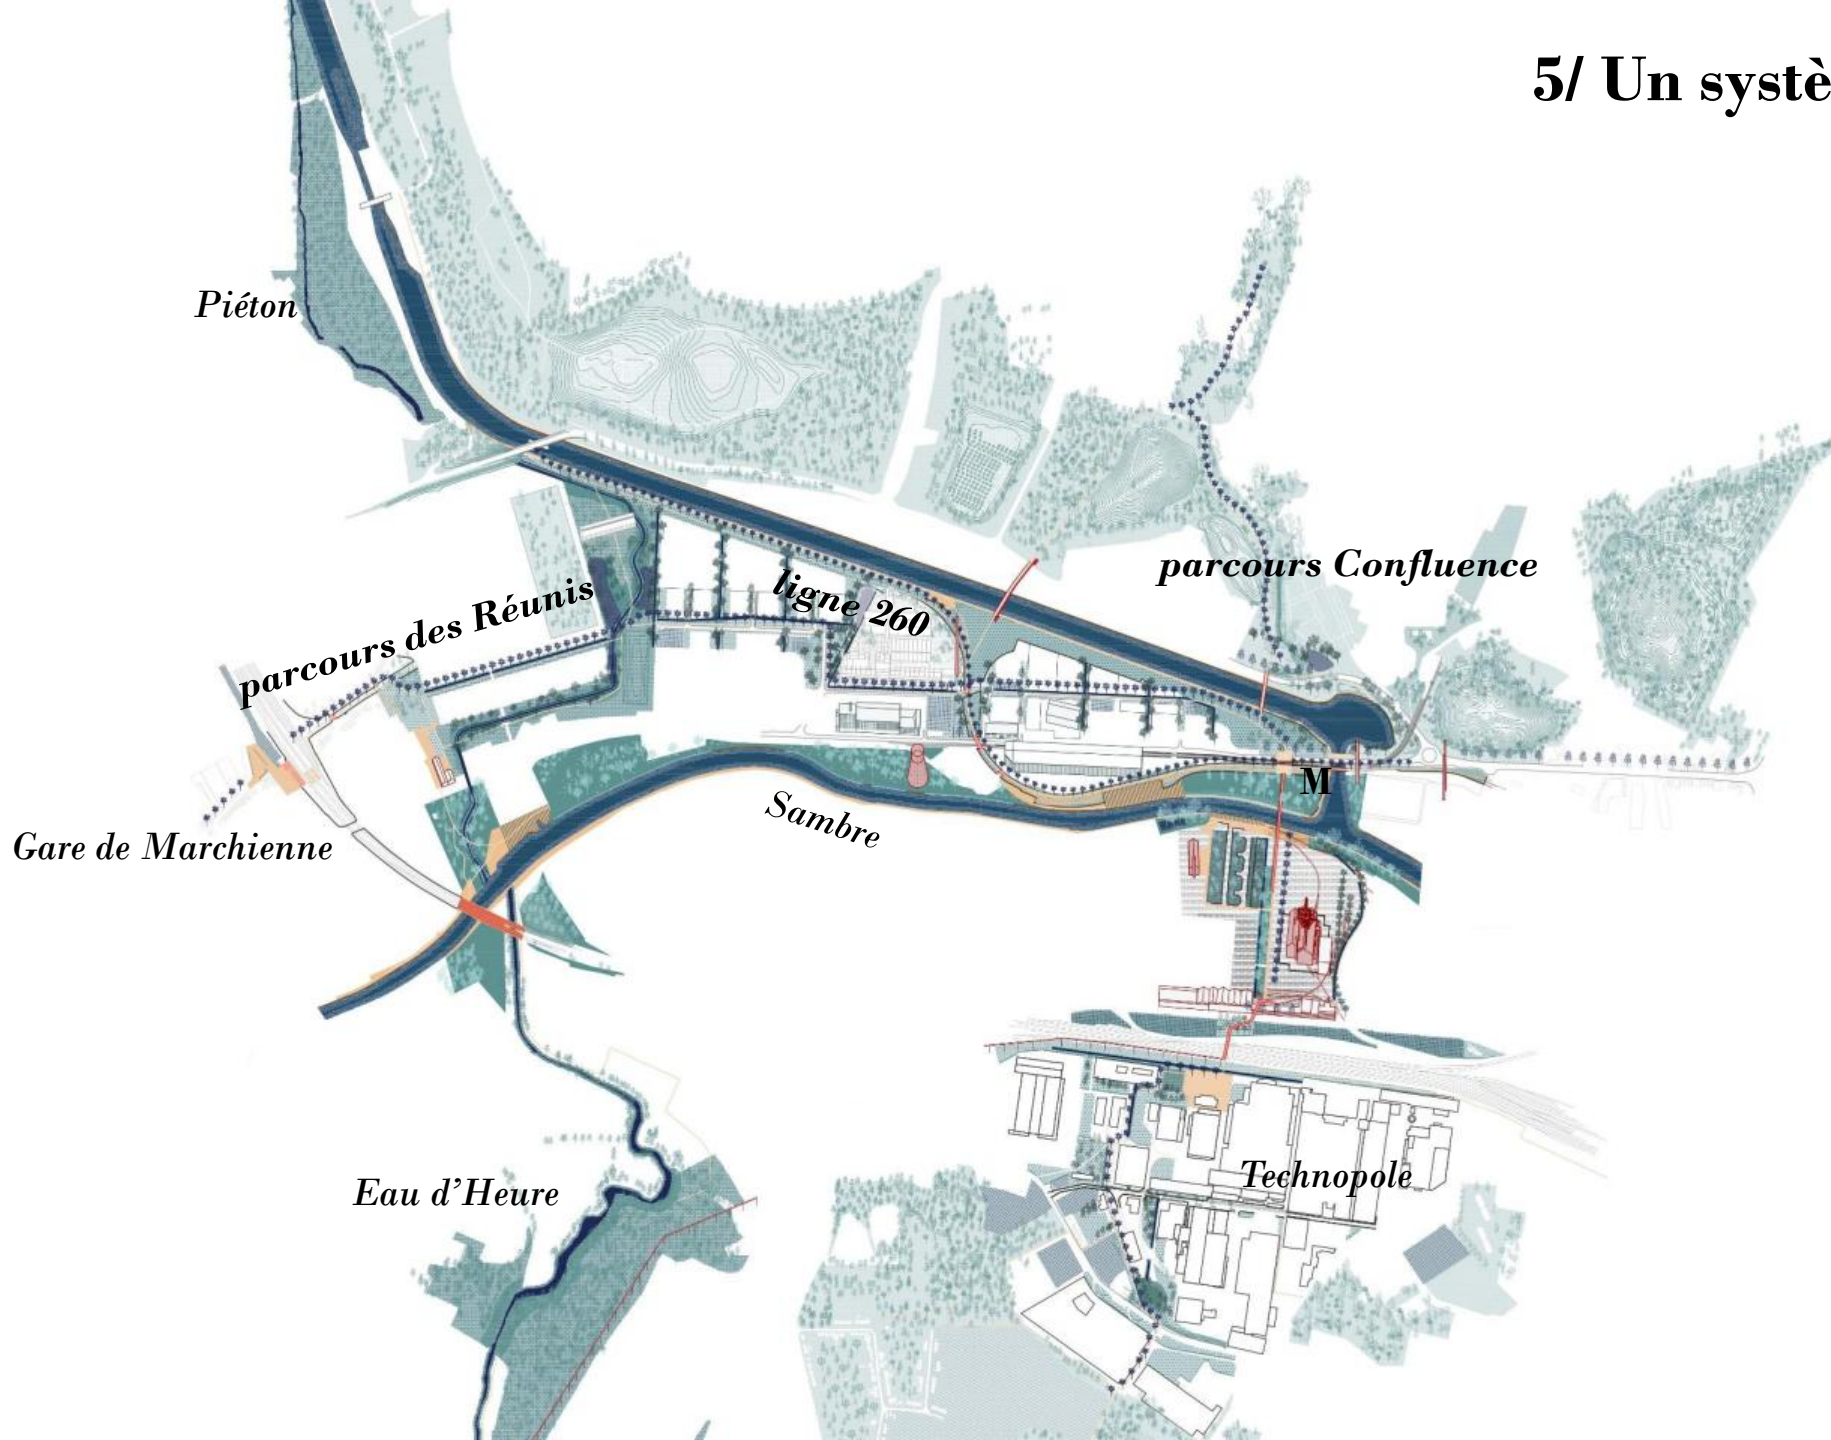 5/ Un systè
Piéton
parcours Confluence
ligne 260
parcours des Réunis
M
Sambre
Gare de Marchienne
Technopole
Eau d’Heure